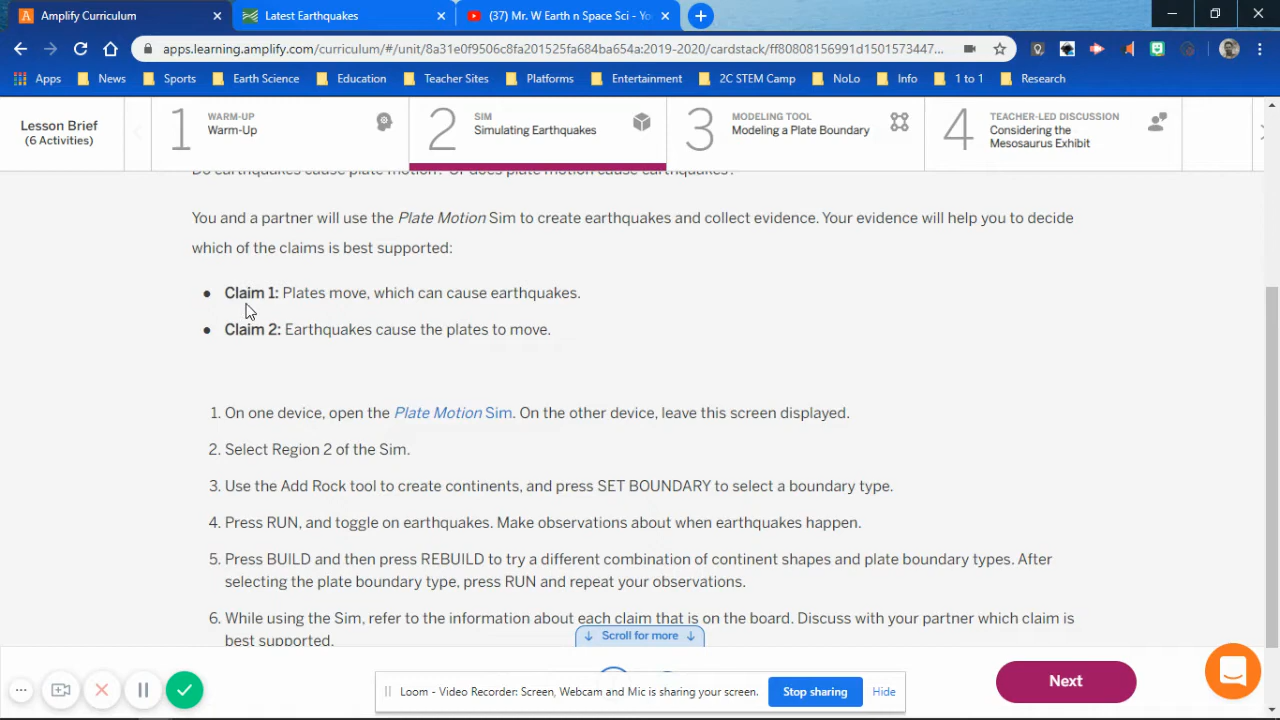 Amplify Curriculum
Latest Earthquakes
(37) Mr. W Earth n Space Sci - Yo
apps.learning.amplify.com/curriculum/#/unit/8a31e0f9506c8fa201525fa684ba654a:2019-2020/cardstack/ff80808156991d1501573447...
Apps News Sports Earth Science Education Teacher Sites Platforms Entertainment 2C STEM Camp NoLo Info 1 to 1 Research
Lesson Brief
(6 Activities)
1 WARM-UP
Warm-Up
2 SIM
Simulating Earthquakes
3 MODELING TOOL
Modeling a Plate Boundary
4 TEACHER-LED DISCUSSION
Considering the
Mesosaurus Exhibit
Do earthquakes cause plate motion? Or does plate motion cause earthquakes?
You and a partner will use the Plate Motion Sim to create earthquakes and collect evidence. Your evidence will help you to decide
which of the claims is best supported:
● Claim 1: Plates move, which can cause earthquakes.
● Claim 2: Earthquakes cause the plates to move.
1. On one device, open the Plate Motion Sim. On the other device, leave this screen displayed.
2. Select Region 2 of the Sim.
3. Use the Add Rock tool to create continents, and press SET BOUNDARY to select a boundary type.
4. Press RUN, and toggle on earthquakes. Make observations about when earthquakes happen.
5. Press BUILD and then press REBUILD to try a different combination of continent shapes and plate boundary types. After
selecting the plate boundary type, press RUN and repeat your observations.
6. While using the Sim, refer to the information about each claim that is on the board. Discuss with your partner which claim is
best supported.
Scroll for more
Next
Loom - Video Recorder: Screen, Webcam and Mic is sharing your screen.
Stop sharing
Hide